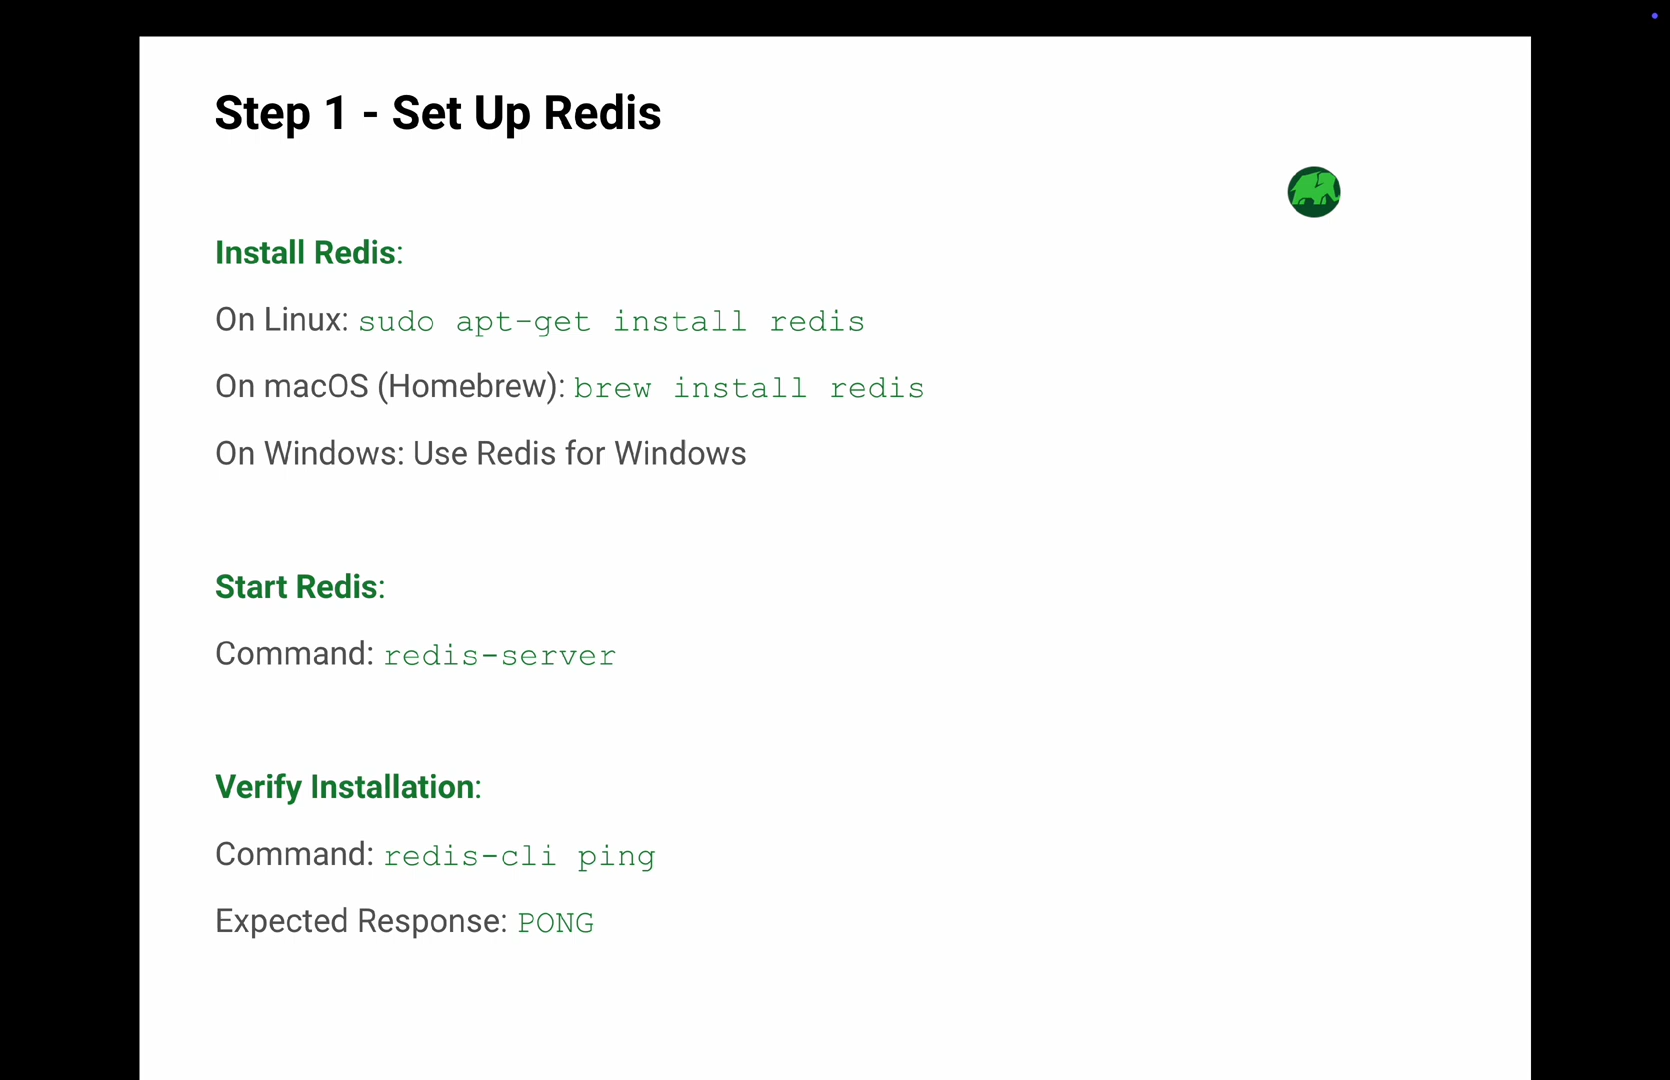 Step 1 - Set Up Redis
Install Redis:
On Linux: sudo apt-get install redis
On macOS (Homebrew): brew install redis
On Windows: Use Redis for Windows
Start Redis:
Command: redis-server
Verify Installation:
Command: redis-cli ping
Expected Response: PONG